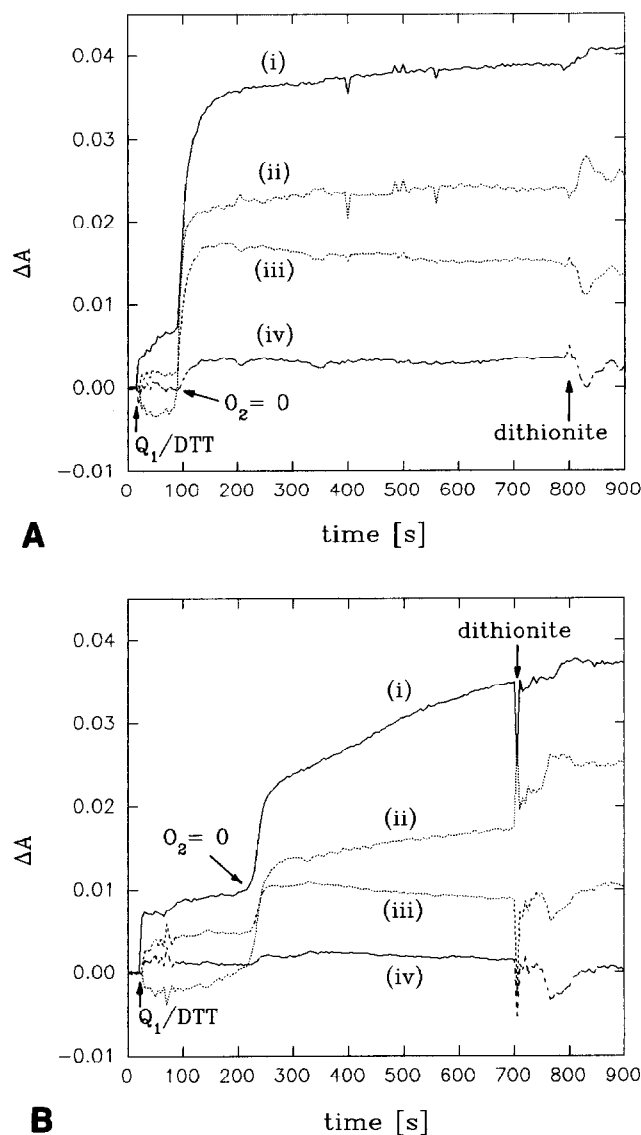 0.04
0.03
0.02
0.01
0.00
−0.01
ΔA
(i)
(ii)
(iii)
(iv)
O₂= 0
Q₁/DTT
dithionite
0 100 200 300 400 500 600 700 800 900
A
time [s]
dithionite
0.04
0.03
0.02
0.01
0.00
−0.01
ΔA
(i)
(ii)
(iii)
(iv)
O₂= 0
Q₁/DTT
0 100 200 300 400 500 600 700 800 900
B
time [s]